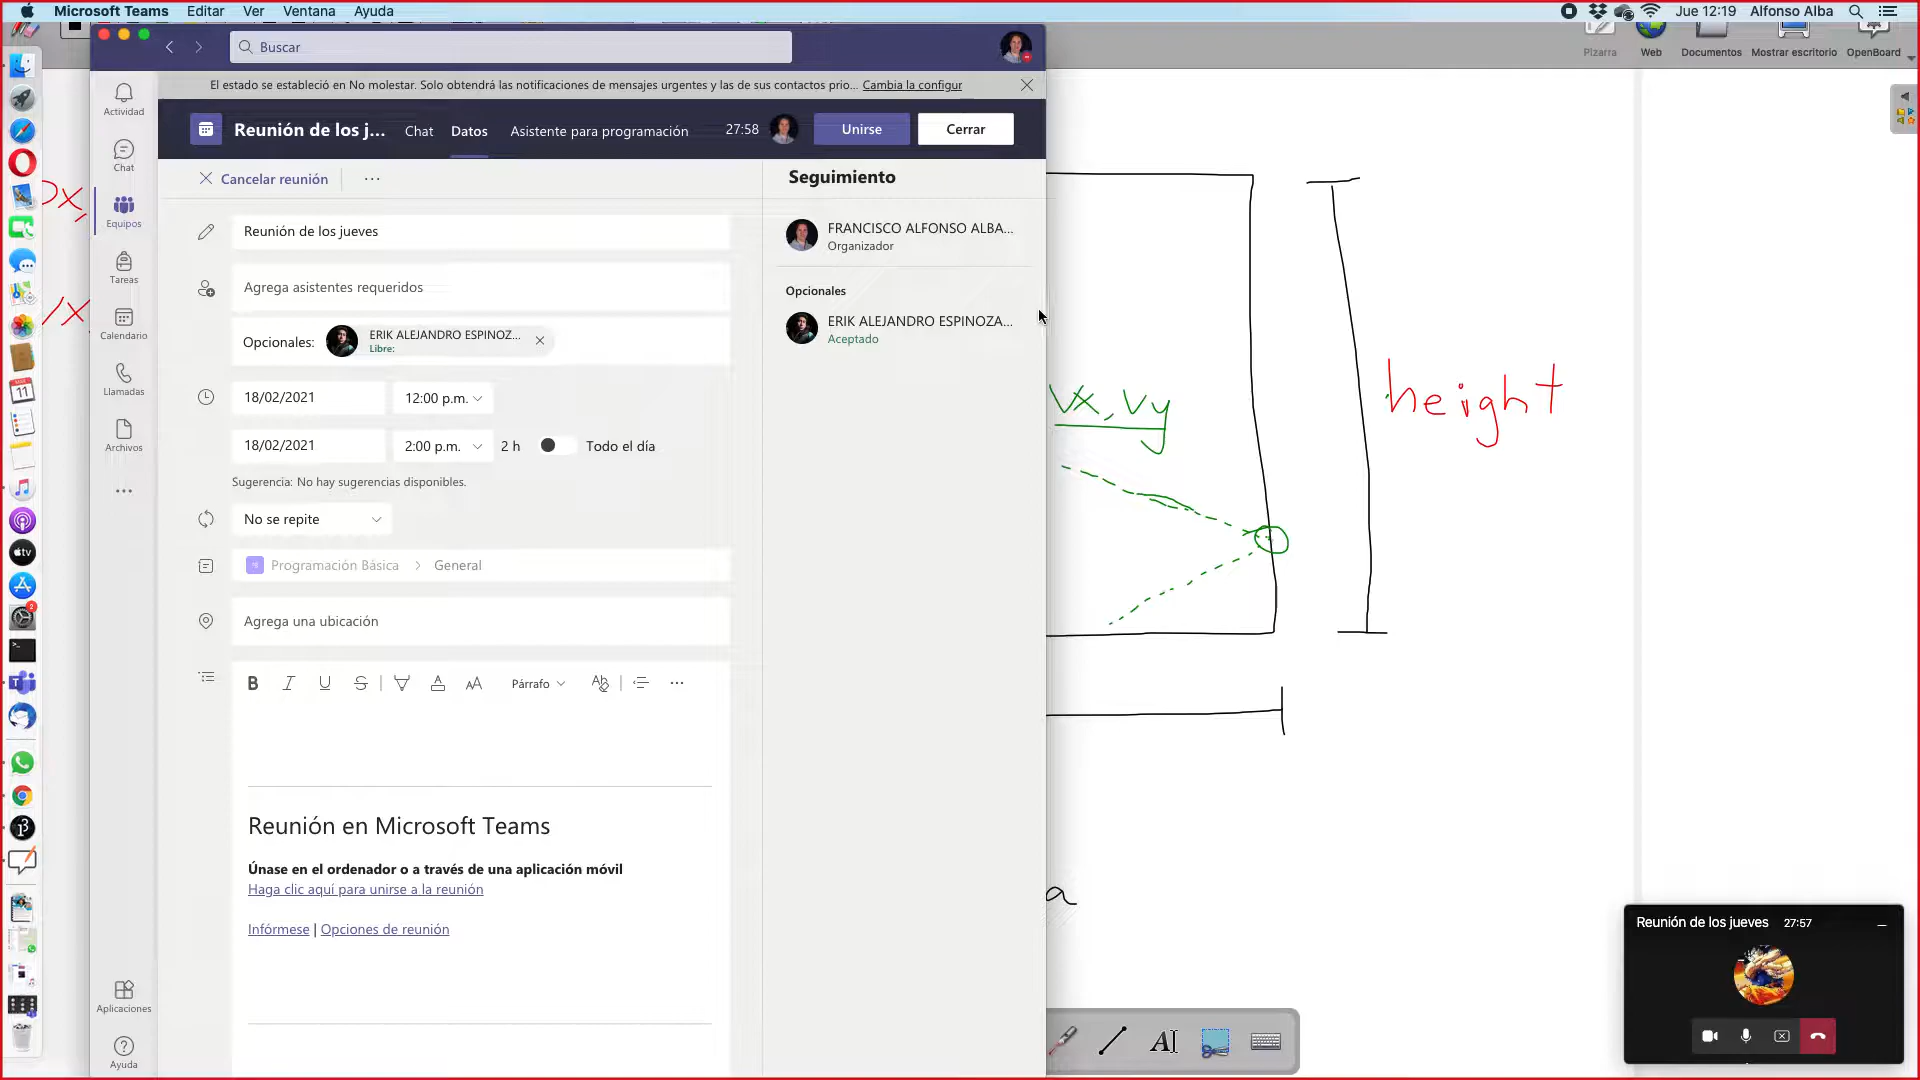 Microsoft Teams Editar Ver Ventana Ayuda
Jue 12:19 Alfonso Alba
Buscar
Pizarra Web Documentos Mostrar escritorio OpenBoard
El estado se estableció en No molestar. Solo obtendrá las notificaciones de mensajes urgentes y las de sus contactos prio... Cambia la configur
Reunión de los j... Chat Datos Asistente para programación 27:58 Unirse Cerrar
Actividad
Chat
Equipos
Tareas
Calendario
Llamadas
Archivos
Aplicaciones
Ayuda
Cancelar reunión
Reunión de los jueves
Agrega asistentes requeridos
Opcionales: ERIK ALEJANDRO ESPINOZ...
Libre:
18/02/2021 12:00 p.m.
18/02/2021 2:00 p.m. 2 h Todo el día
Sugerencia: No hay sugerencias disponibles.
No se repite
Programación Básica > General
Agrega una ubicación
B I U S A AA Párrafo
Reunión en Microsoft Teams
Únase en el ordenador o a través de una aplicación móvil
Haga clic aquí para unirse a la reunión
Infórmese | Opciones de reunión
Seguimiento
FRANCISCO ALFONSO ALBA...
Organizador
Opcionales
ERIK ALEJANDRO ESPINOZA...
Aceptado
vx, vy
height
a
AI
Reunión de los jueves 27:57